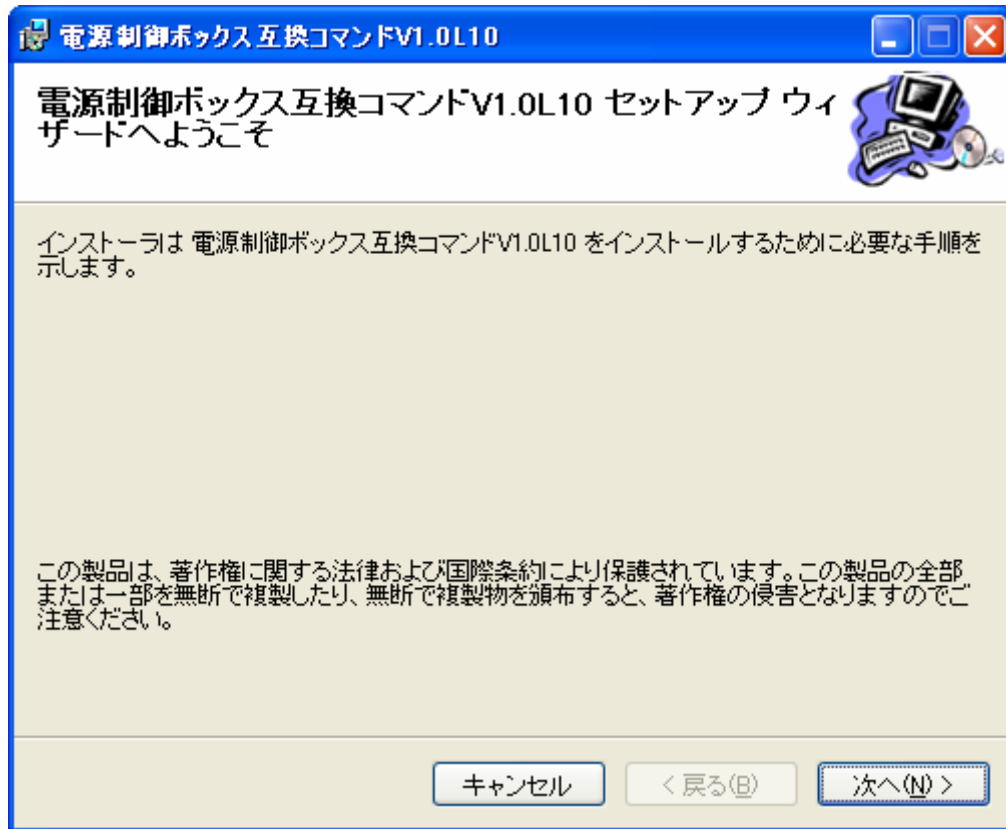 電源制御ボックス互換コマンドV1.0L10
電源制御ボックス互換コマンドV1.0L10 セットアップ ウィ
ザードへようこそ
インストーラは 電源制御ボックス互換コマンドV1.0L10 をインストールするために必要な手順を
示します。
この製品は、著作権に関する法律および国際条約により保護されています。この製品の全部
または一部を無断で複製したり、無断で複製物を頒布すると、著作権の侵害となりますのでご
注意ください。
キャンセル
< 戻る(B)
次へ(N) >